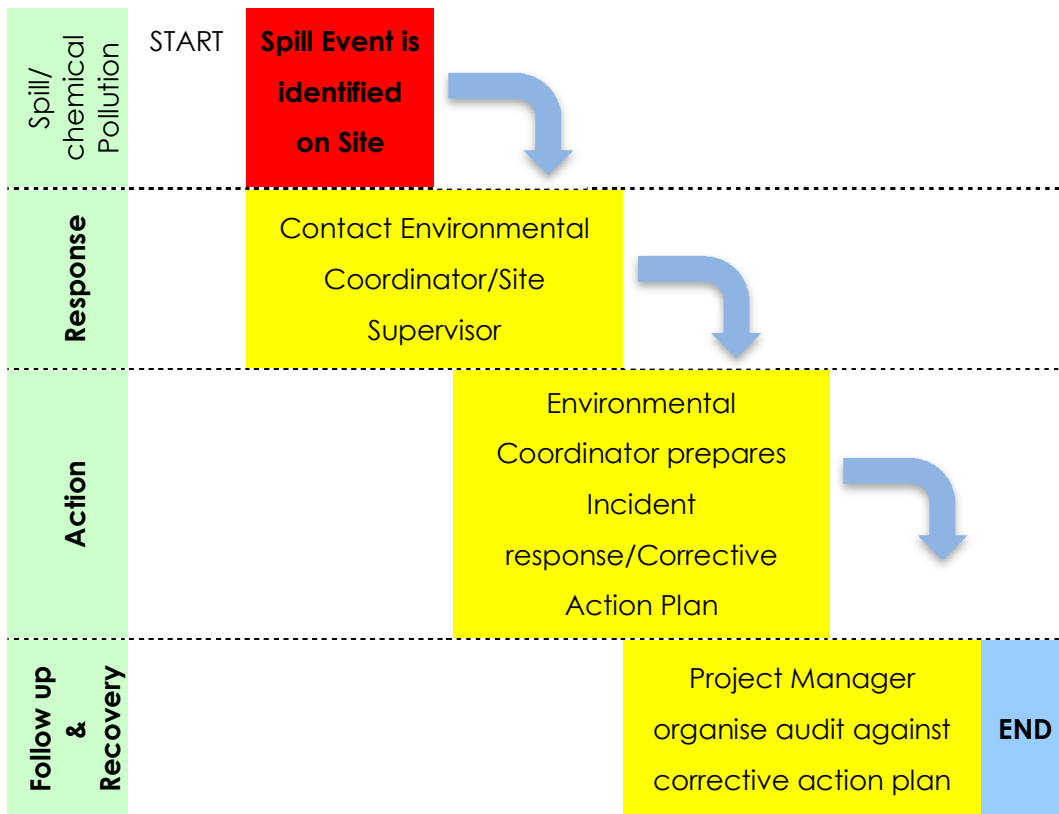 Spill/
chemical
Pollution
START
Spill Event is
identified
on Site
Response
Contact Environmental
Coordinator/Site
Supervisor
Action
Environmental
Coordinator prepares
Incident
response/Corrective
Action Plan
Follow up
&
Recovery
Project Manager
organise audit against
corrective action plan
END